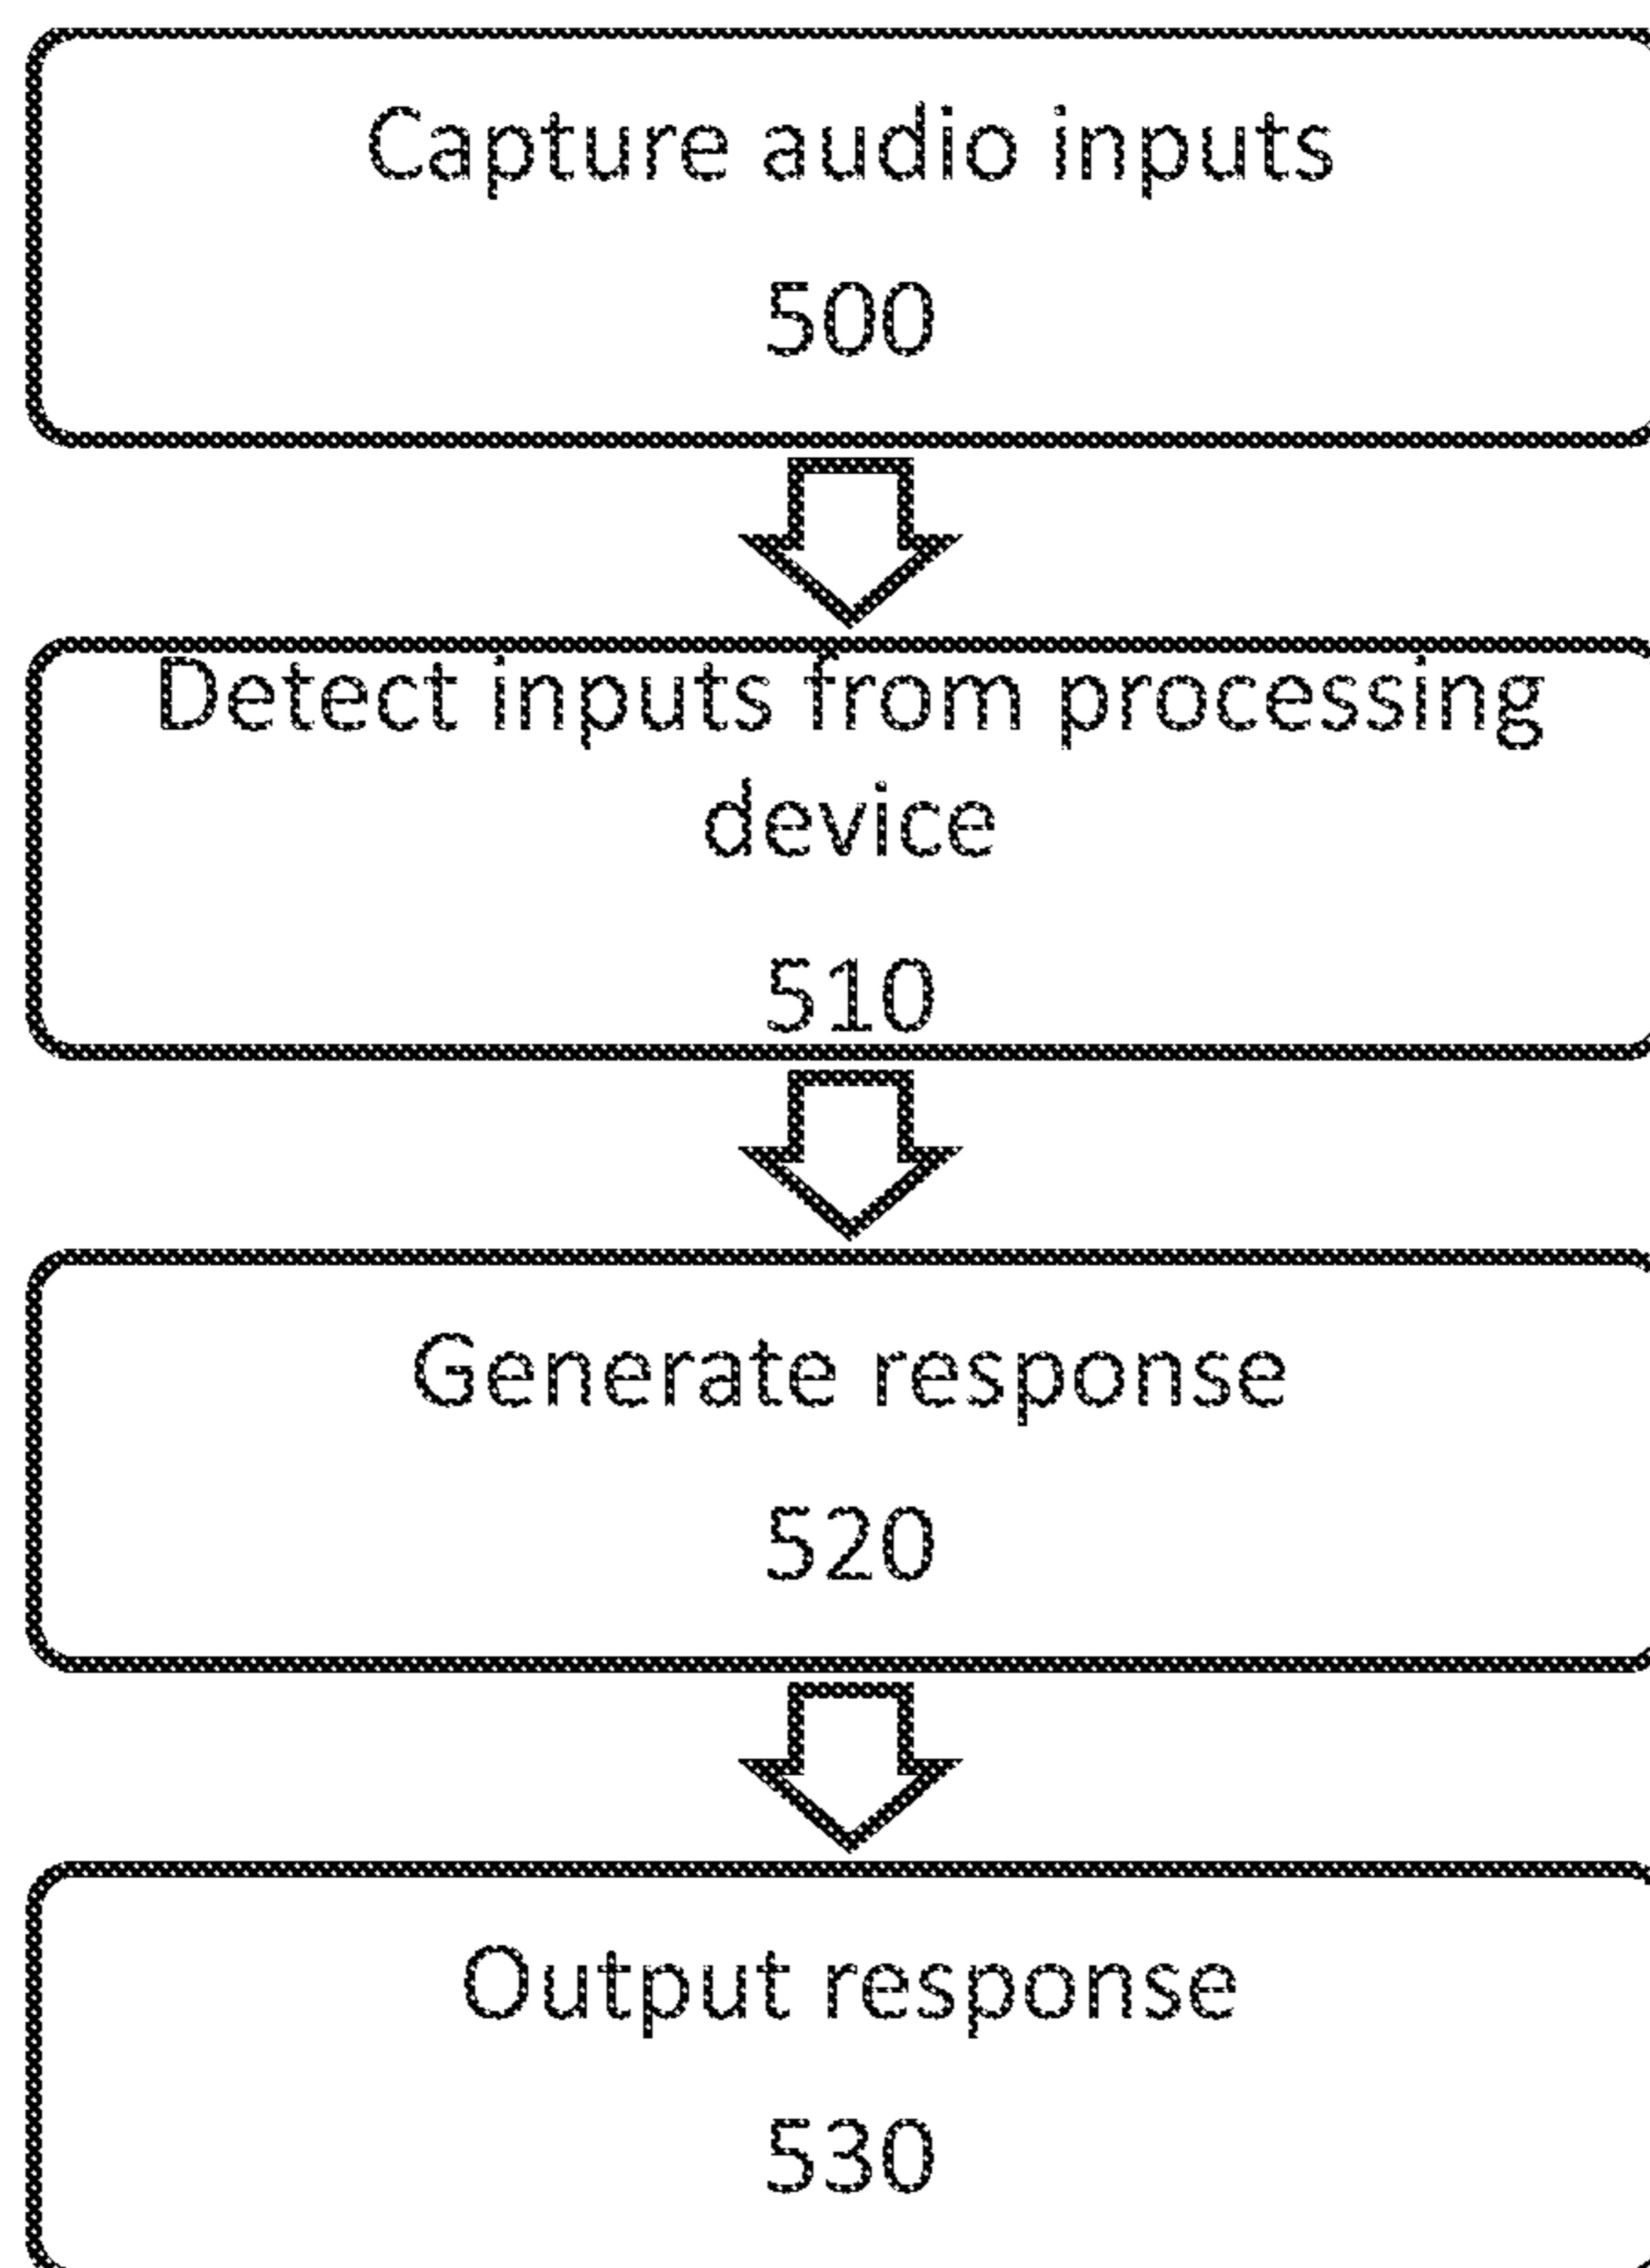 Capture audio inputs
500
Detect inputs from processing
device
510
Generate response
520
Output response
530